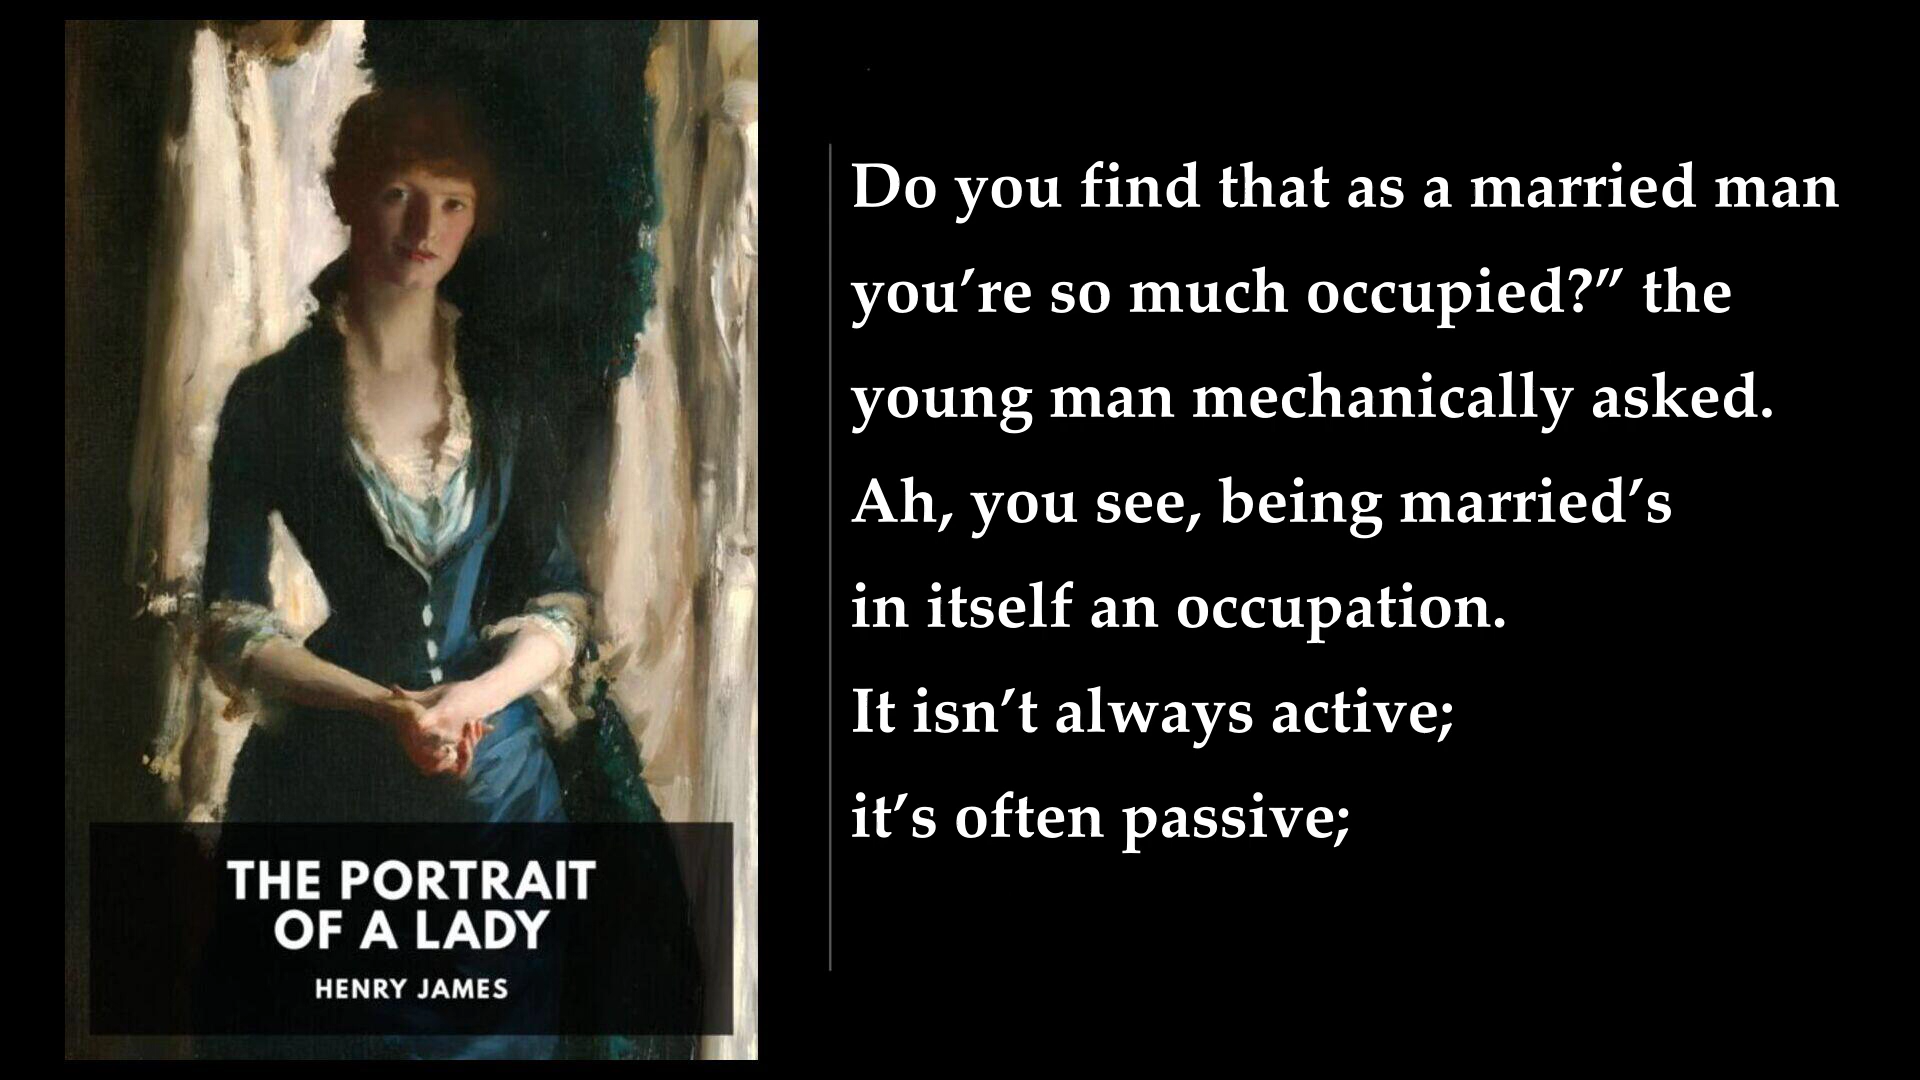 THE PORTRAIT
OF A LADY
HENRY JAMES
Do you find that as a married man
you’re so much occupied?” the
young man mechanically asked.
Ah, you see, being married’s
in itself an occupation.
It isn’t always active;
it’s often passive;